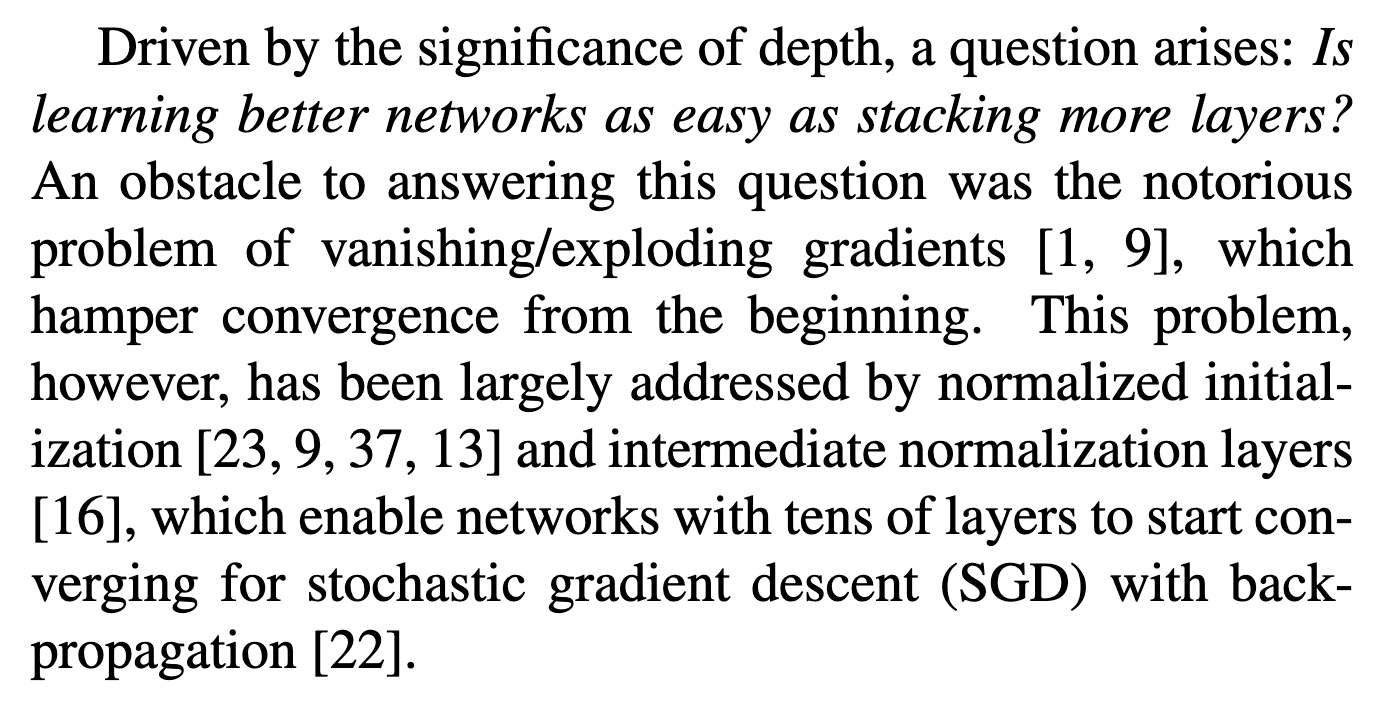 Driven by the significance of depth, a question arises: Is
learning better networks as easy as stacking more layers?
An obstacle to answering this question was the notorious
problem of vanishing/exploding gradients [1, 9], which
hamper convergence from the beginning. This problem,
however, has been largely addressed by normalized initial-
ization [23, 9, 37, 13] and intermediate normalization layers
[16], which enable networks with tens of layers to start con-
verging for stochastic gradient descent (SGD) with back-
propagation [22].